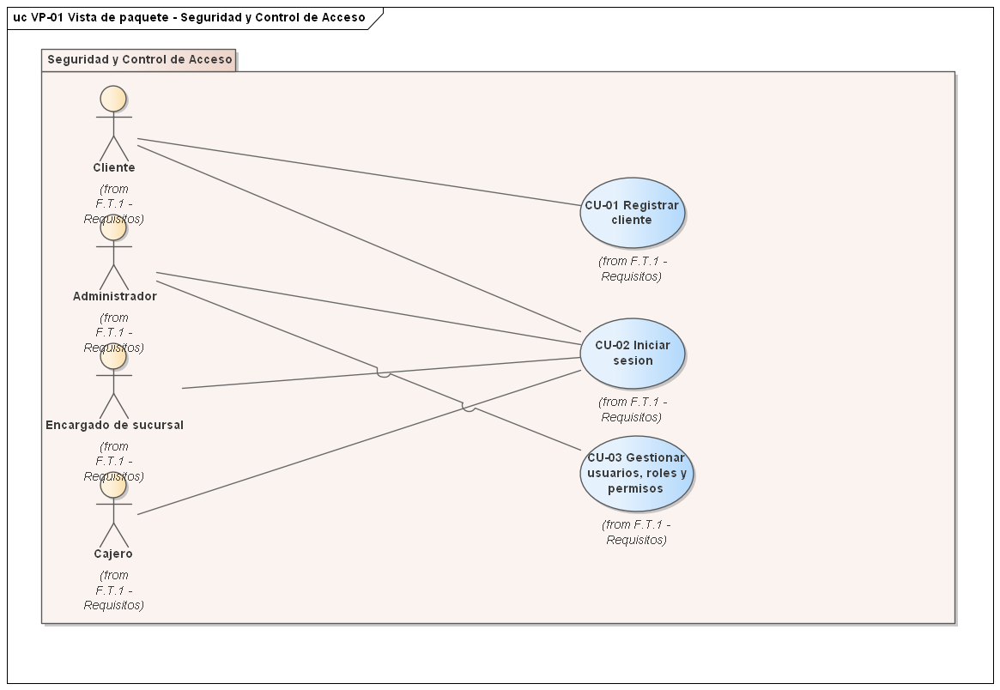 uc VP-01 Vista de paquete - Seguridad y Control de Acceso
Seguridad y Control de Acceso
Cliente
(from
F.T.1 -
Requisitos)
Administrador
(from
F.T.1 -
Requisitos)
Encargado de sucursal
(from
F.T.1 -
Requisitos)
Cajero
(from
F.T.1 -
Requisitos)
CU-01 Registrar
cliente
(from F.T.1 -
Requisitos)
CU-02 Iniciar
sesion
(from F.T.1 -
Requisitos)
CU-03 Gestionar
usuarios, roles y
permisos
(from F.T.1 -
Requisitos)